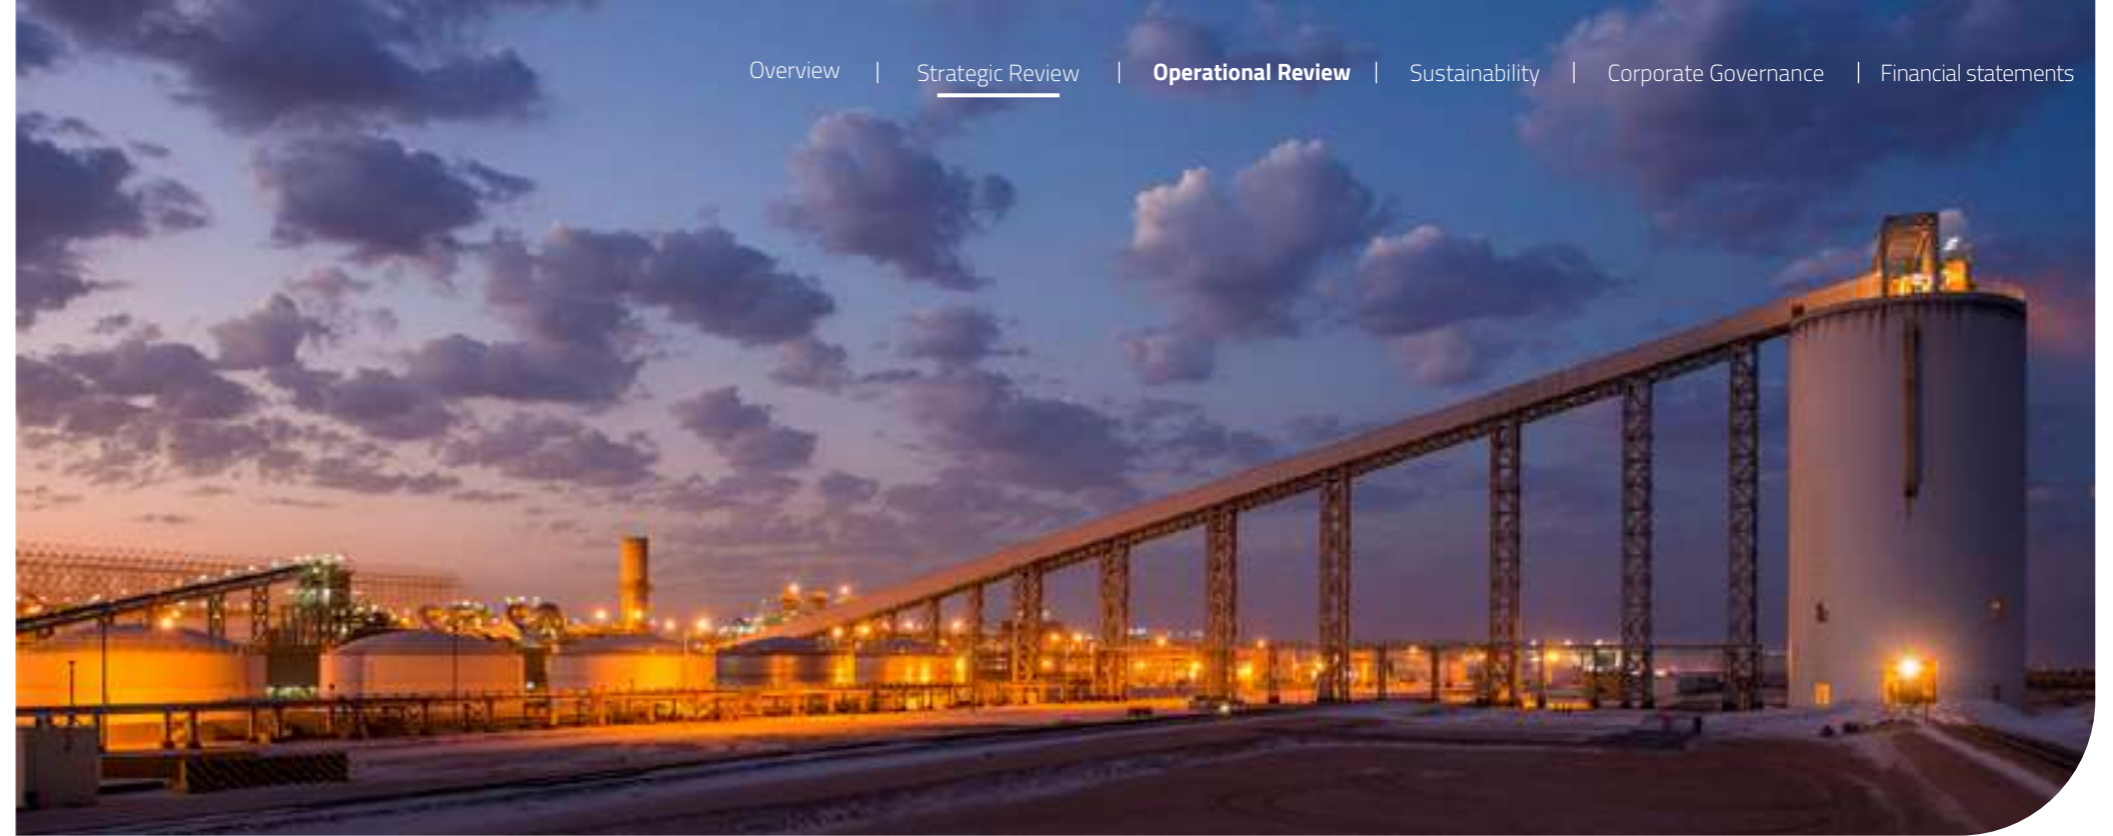 Overview | Strategic Review | Operational Review | Sustainability | Corporate Governance | Financial statements